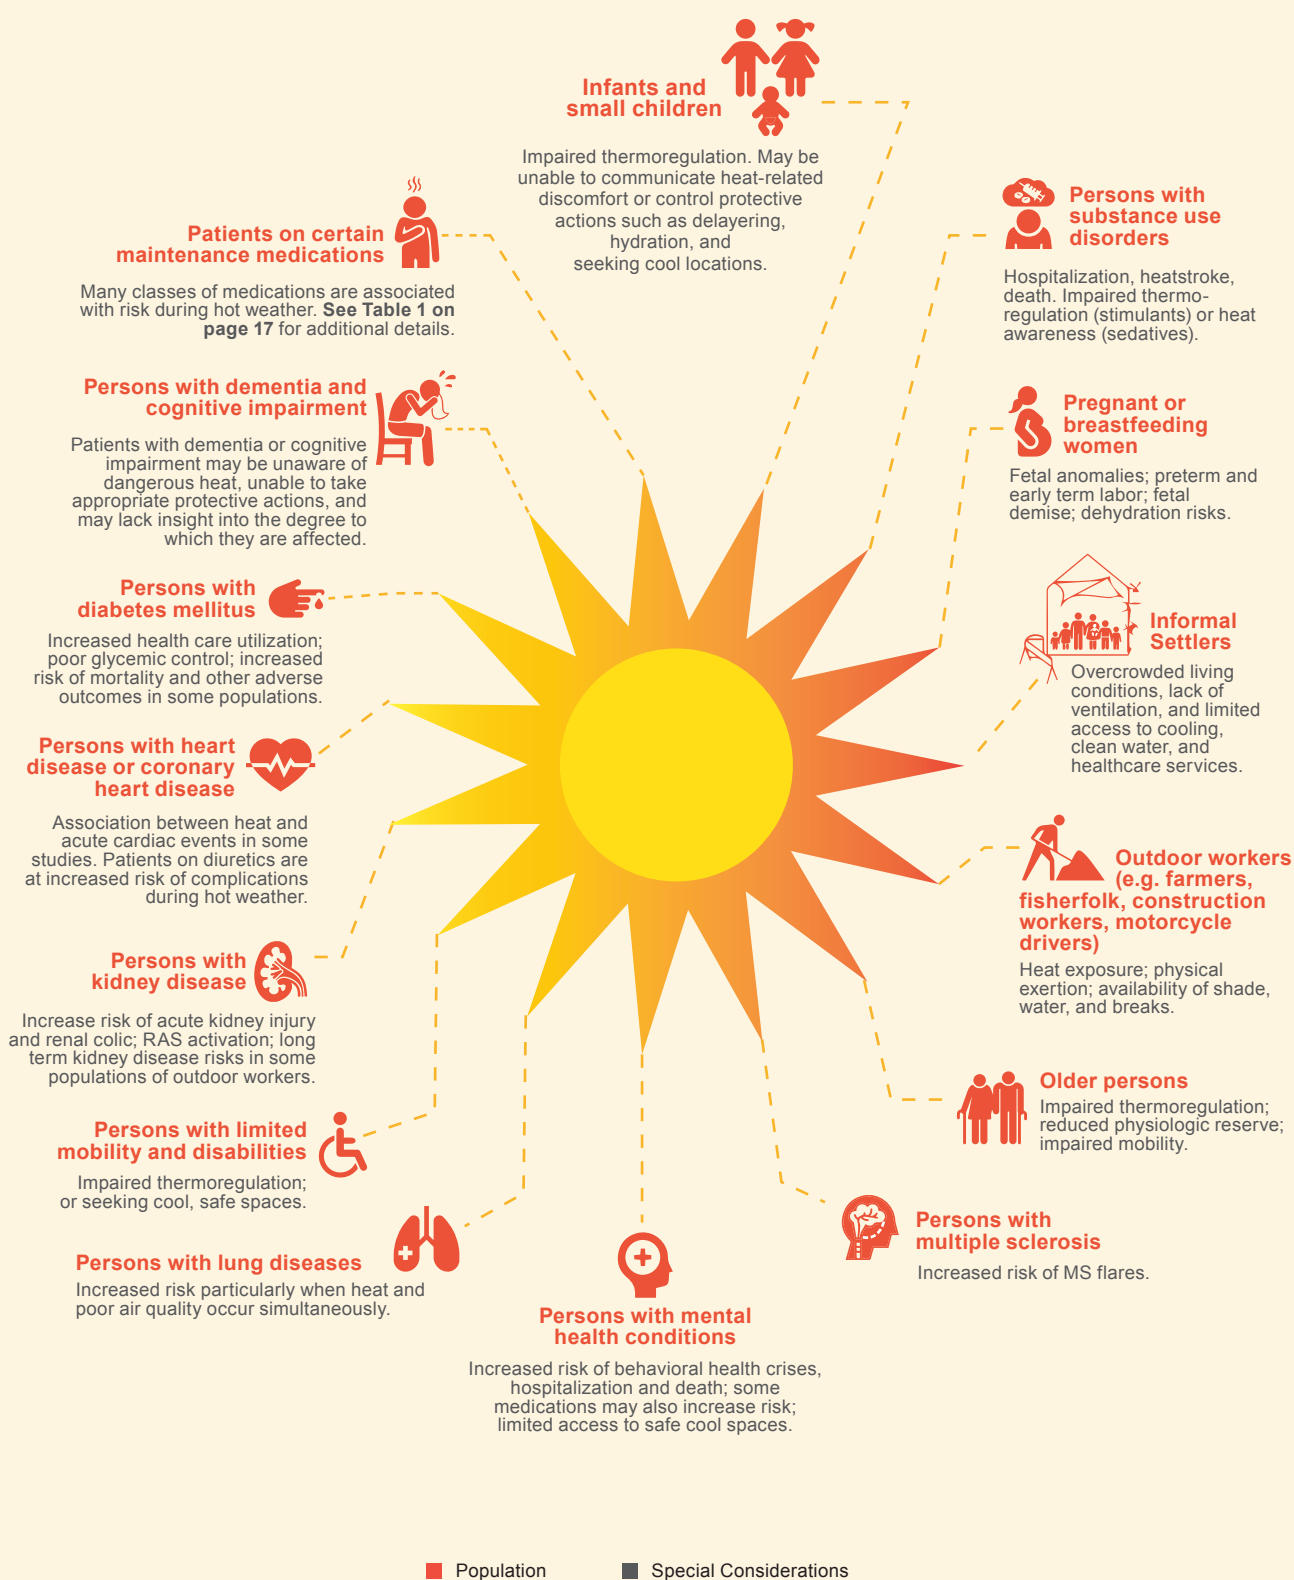 Infants and
small children
Impaired thermoregulation. May be
unable to communicate heat-related
discomfort or control protective
actions such as delayering,
hydration, and
seeking cool locations.
Patients on certain
maintenance medications
Many classes of medications are associated
with risk during hot weather. See Table 1 on
page 17 for additional details.
Persons with
substance use
disorders
Hospitalization, heatstroke,
death. Impaired thermo-
regulation (stimulants) or heat
awareness (sedatives).
Persons with dementia and
cognitive impairment
Patients with dementia or cognitive
impairment may be unaware of
dangerous heat, unable to take
appropriate protective actions, and
may lack insight into the degree to
which they are affected.
Pregnant or
breastfeeding
women
Fetal anomalies; preterm and
early term labor; fetal
demise; dehydration risks.
Persons with
diabetes mellitus
Increased health care utilization;
poor glycemic control; increased
risk of mortality and other adverse
outcomes in some populations.
Informal
Settlers
Overcrowded living
conditions, lack of
ventilation, and limited
access to cooling,
clean water, and
healthcare services.
Persons with heart
disease or coronary
heart disease
Association between heat and
acute cardiac events in some
studies. Patients on diuretics are
at increased risk of complications
during hot weather.
Outdoor workers
(e.g. farmers,
fisherfolk, construction
workers, motorcycle
drivers)
Heat exposure; physical
exertion; availability of shade,
water, and breaks.
Persons with
kidney disease
Increase risk of acute kidney injury
and renal colic; RAS activation; long
term kidney disease risks in some
populations of outdoor workers.
Older persons
Impaired thermoregulation;
reduced physiologic reserve;
impaired mobility.
Persons with limited
mobility and disabilities
Impaired thermoregulation;
or seeking cool, safe spaces.
Persons with
multiple sclerosis
Increased risk of MS flares.
Persons with lung diseases
Increased risk particularly when heat and
poor air quality occur simultaneously.
Persons with mental
health conditions
Increased risk of behavioral health crises,
hospitalization and death; some
medications may also increase risk;
limited access to safe cool spaces.
Population
Special Considerations